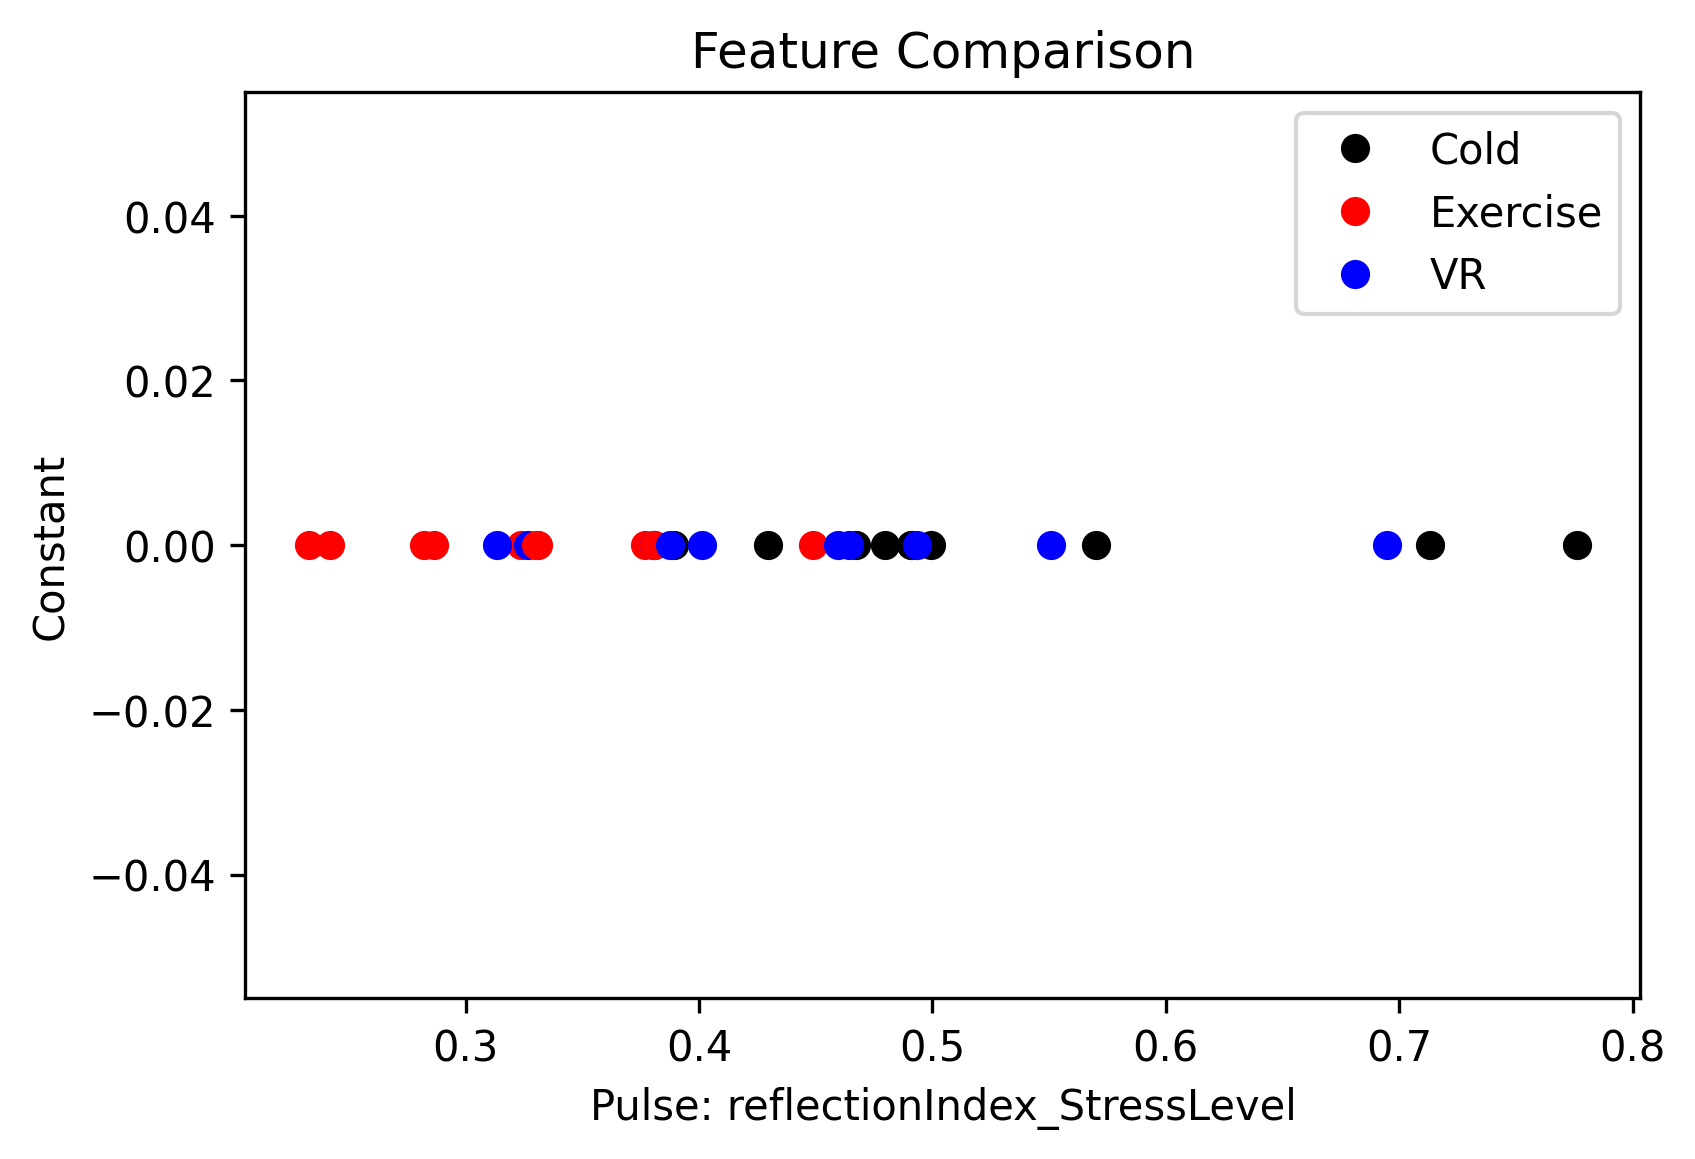 Feature Comparison
Cold
Exercise
VR
0.04
0.02
0.00
−0.02
−0.04
Constant
0.3 0.4 0.5 0.6 0.7 0.8
Pulse: reflectionIndex_StressLevel